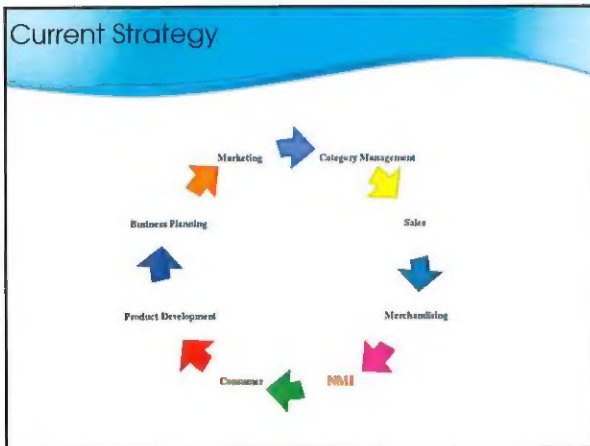 Current Strategy
Marketing
Category Management
Sales
Merchandising
NMI
Consumer
Product Development
Business Planning